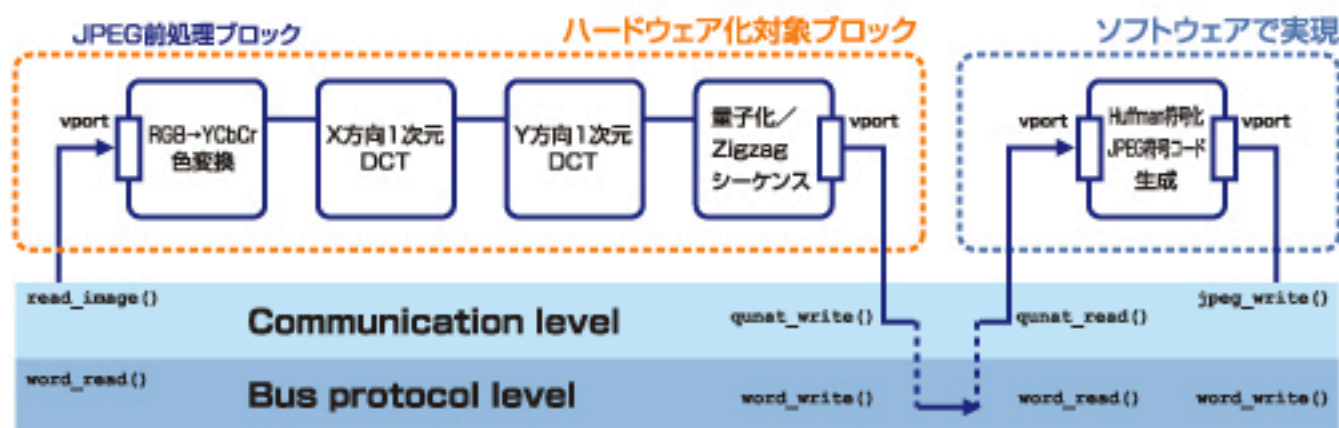 JPEG前処理ブロック
ハードウェア化対象ブロック
ソフトウェアで実現
vport
RGB→YCbCr
色変換
X方向1次元
DCT
Y方向1次元
DCT
量子化/
Zigzag
シーケンス
vport
vport
Huffman符号化
JPEG符号コード
生成
vport
read_image()
Communication level
qunat_write()
qunat_read()
jpeg_write()
word_read()
Bus protocol level
word_write()
word_read()
word_write()